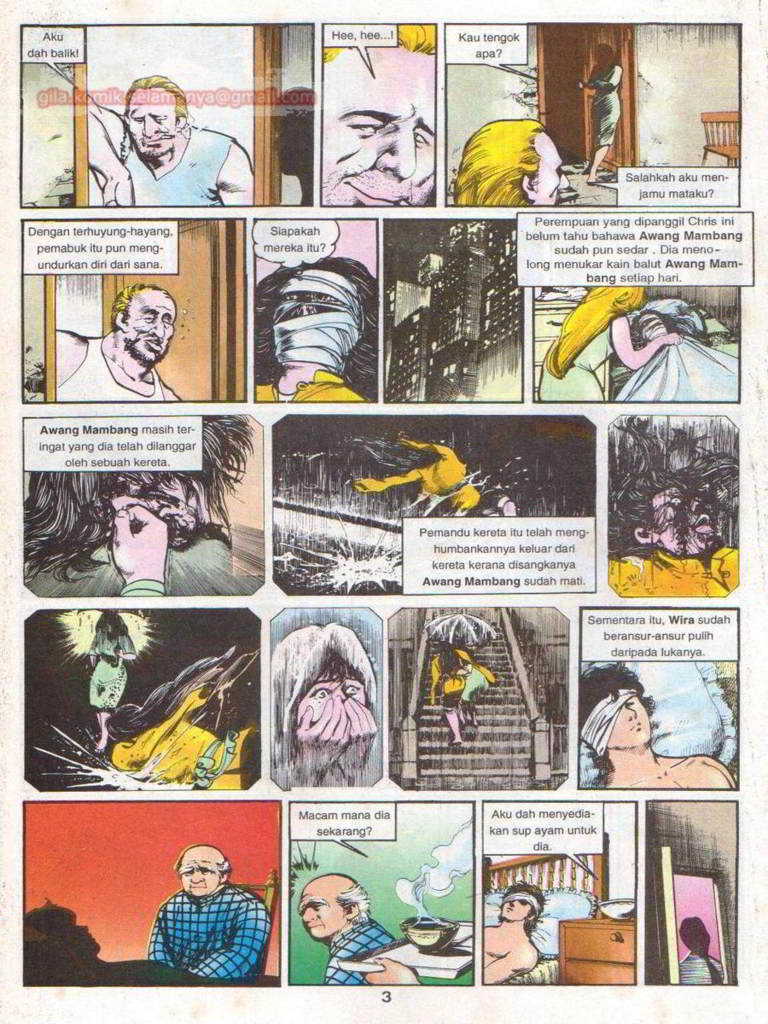 Aku
dah balik!
Hee, hee...!
Kau tengok
apa?
gila.komik.selamanya@gmail.com
Salahkah aku men-
jamu mataku?
Dengan terhuyung-hayang,
pemabuk itu pun meng-
undurkan diri dari sana.
Siapakah
mereka itu?
Perempuan yang dipanggil Chris ini
belum tahu bahawa Awang Mambang
sudah pun sedar . Dia meno-
long menukar kain balut Awang Mam-
bang setiap hari.
Awang Mambang masih ter-
ingat yang dia telah dilanggar
oleh sebuah kereta.
Pemandu kereta itu telah meng-
humbankannya keluar dari
kereta kerana disangkanya
Awang Mambang sudah mati.
Sementara itu, Wira sudah
beransur-ansur pulih
daripada lukanya.
Macam mana dia
sekarang?
Aku dah menyedia-
kan sup ayam untuk
dia.
3